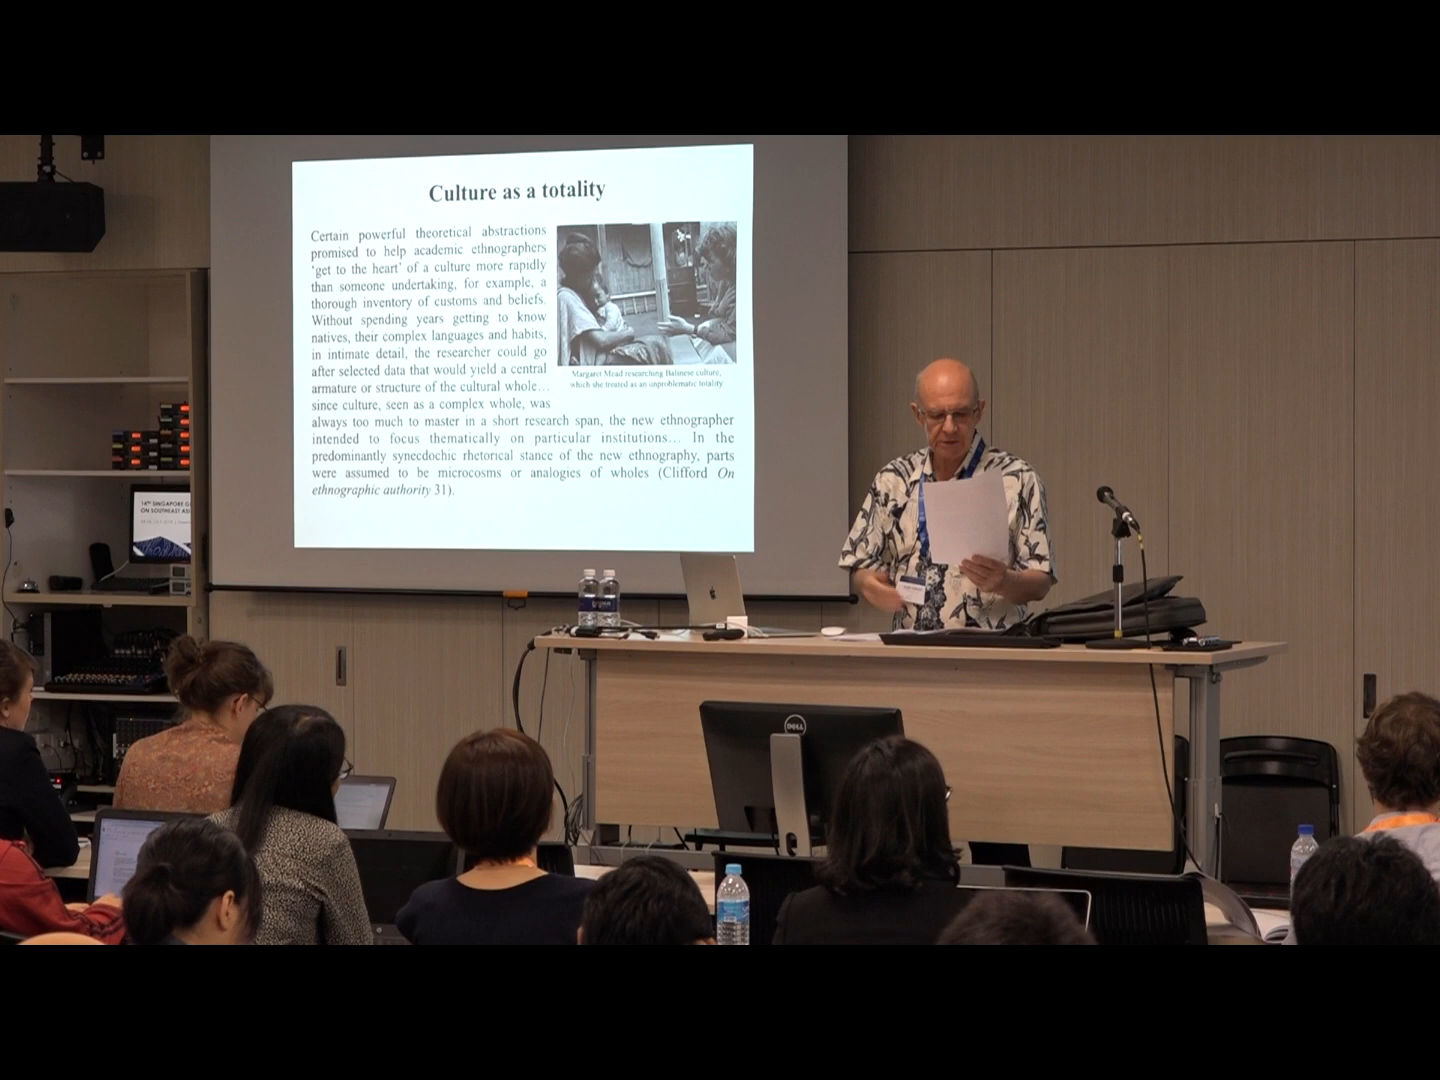 Culture as a totality
Certain powerful theoretical abstractions
promised to help academic ethnographers
'get to the heart' of a culture more rapidly
than someone undertaking, for example, a
thorough inventory of customs and beliefs.
Without spending years getting to know
natives, their complex languages and habits,
in intimate detail, the researcher could go
after selected data that would yield a central
armature or structure of the cultural whole…
since culture, seen as a complex whole, was
always too much to master in a short research span, the new ethnographer
intended to focus thematically on particular institutions… In the
predominantly synecdochic rhetorical stance of the new ethnography, parts
were assumed to be microcosms or analogies of wholes (Clifford On
ethnographic authority 31).
Margaret Mead researching Balinese culture,
which she treated as an unproblematic totality
14TH SINGAPORE G
ON SOUTHEAST ASI
DELL